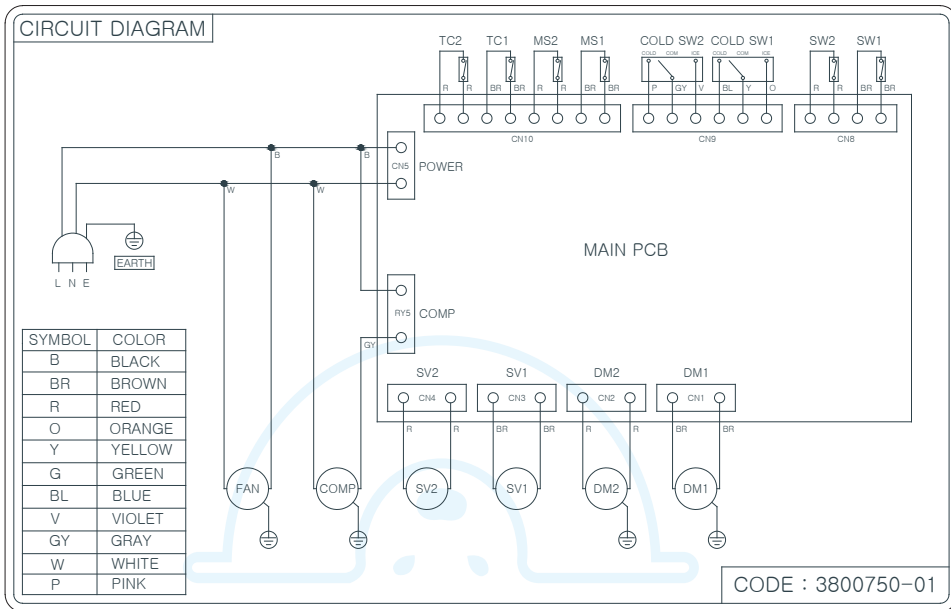 CIRCUIT DIAGRAM
TC2 TC1 MS2 MS1 COLD SW2 COLD SW1 SW2 SW1
COLD COM ICE COLD COM ICE
R R BR BR R R BR BR P GY V BL Y O R R BR BR
CN10 CN9 CN8
B B
CN5 POWER
W W
MAIN PCB
EARTH
L N E
RY5 COMP
GY
SYMBOL COLOR
B BLACK
BR BROWN
R RED
O ORANGE
Y YELLOW
G GREEN
BL BLUE
V VIOLET
GY GRAY
W WHITE
P PINK
SV2 SV1 DM2 DM1
CN4 CN3 CN2 CN1
R R BR BR R R BR BR
FAN COMP SV2 SV1 DM2 DM1
CODE : 3800750-01